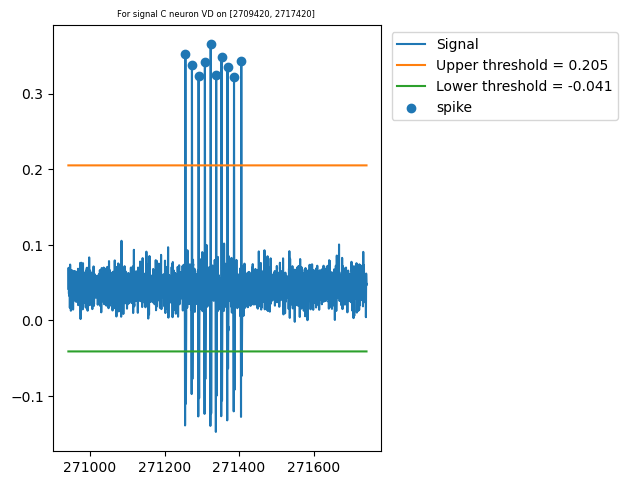 For signal C neuron VD on [2709420, 2717420]
Signal
Upper threshold = 0.205
Lower threshold = -0.041
spike
0.3
0.2
0.1
0.0
−0.1
271000 271200 271400 271600